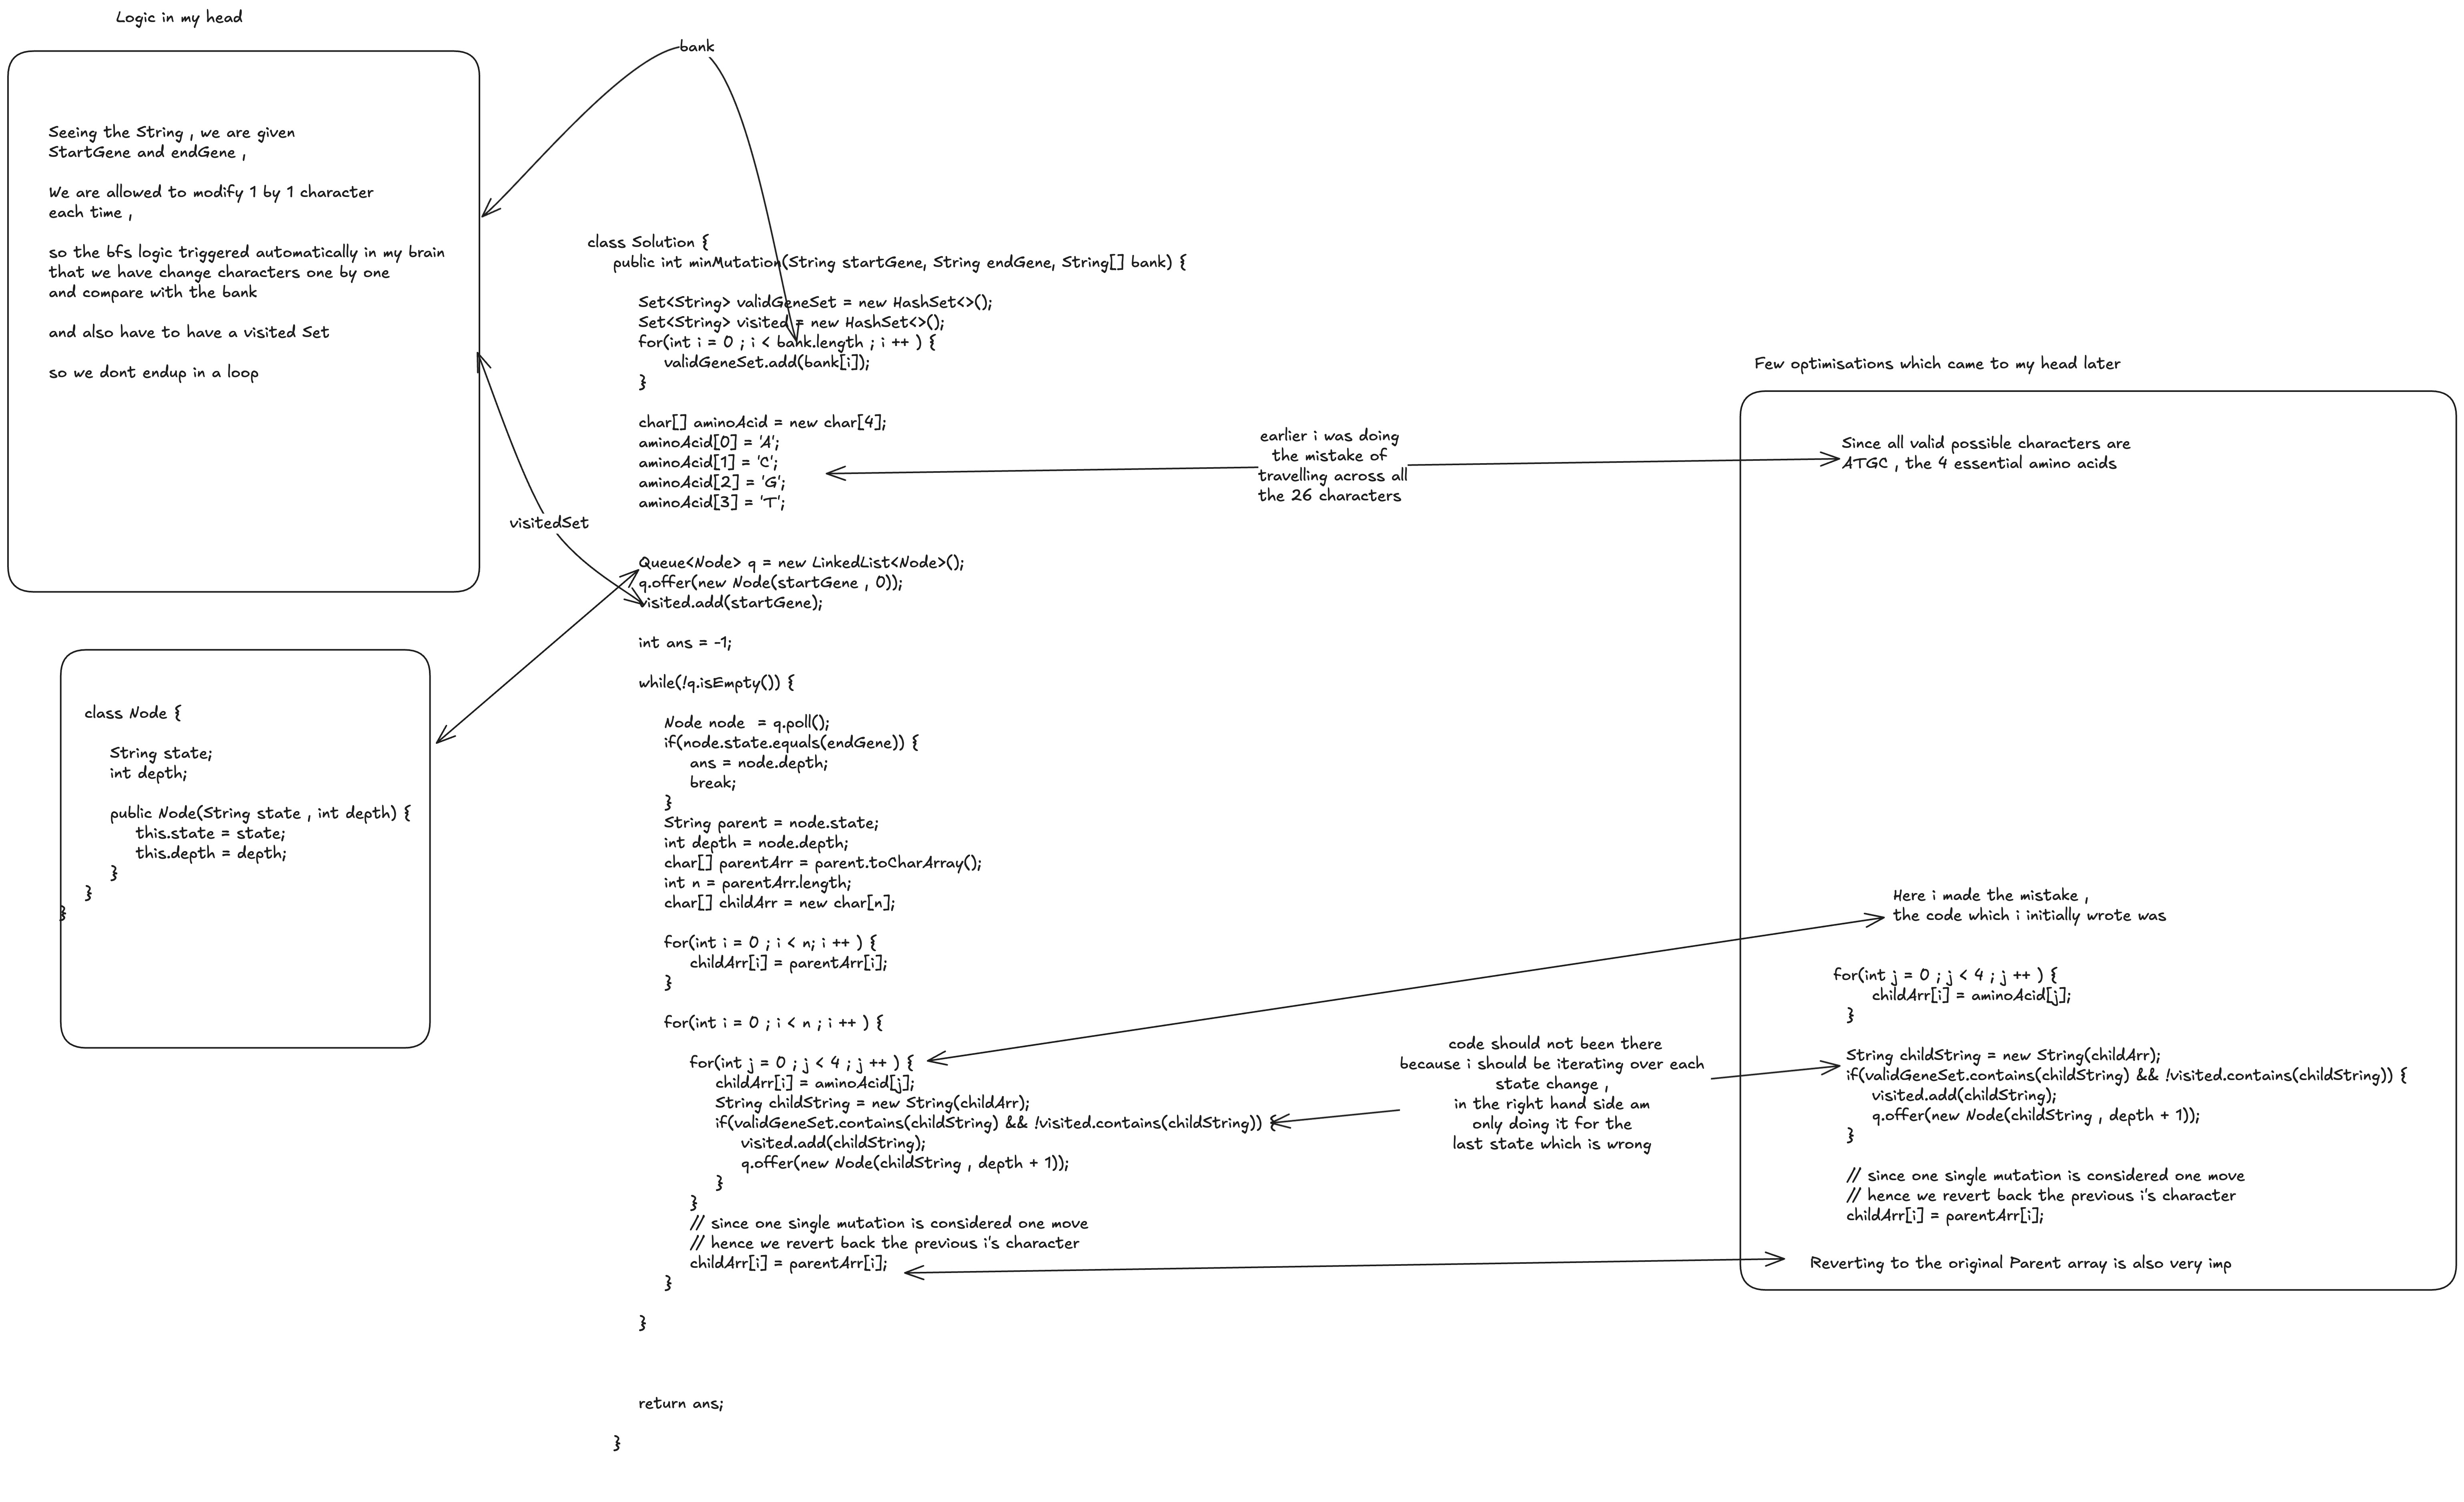 Logic in my head
Seeing the String , we are given
StartGene and endGene ,
We are allowed to modify 1 by 1 character
each time ,
so the bfs logic triggered automatically in my brain
that we have change characters one by one
and compare with the bank
and also have to have a visited Set
so we dont endup in a loop
bank
visitedSet
class Node {
String state;
int depth;
public Node(String state , int depth) {
this.state = state;
this.depth = depth;
}
}
}
class Solution {
public int minMutation(String startGene, String endGene, String[] bank) {
Set<String> validGeneSet = new HashSet<>();
Set<String> visited = new HashSet<>();
for(int i = 0 ; i < bank.length ; i ++ ) {
validGeneSet.add(bank[i]);
}
char[] aminoAcid = new char[4];
aminoAcid[0] = 'A';
aminoAcid[1] = 'C';
aminoAcid[2] = 'G';
aminoAcid[3] = 'T';
Queue<Node> q = new LinkedList<Node>();
q.offer(new Node(startGene , 0));
visited.add(startGene);
int ans = -1;
while(!q.isEmpty()) {
Node node  = q.poll();
if(node.state.equals(endGene)) {
ans = node.depth;
break;
}
String parent = node.state;
int depth = node.depth;
char[] parentArr = parent.toCharArray();
int n = parentArr.length;
char[] childArr = new char[n];
for(int i = 0 ; i < n; i ++ ) {
childArr[i] = parentArr[i];
}
for(int i = 0 ; i < n ; i ++ ) {
for(int j = 0 ; j < 4 ; j ++ ) {
childArr[i] = aminoAcid[j];
String childString = new String(childArr);
if(validGeneSet.contains(childString) && !visited.contains(childString)) {
visited.add(childString);
q.offer(new Node(childString , depth + 1));
}
}
// since one single mutation is considered one move
// hence we revert back the previous i's character
childArr[i] = parentArr[i];
}
}
return ans;
}
earlier i was doing
the mistake of
travelling across all
the 26 characters
code should not been there
because i should be iterating over each
state change ,
in the right hand side am
only doing it for the
last state which is wrong
Few optimisations which came to my head later
Since all valid possible characters are
ATGC , the 4 essential amino acids
Here i made the mistake ,
the code which i initially wrote was
for(int j = 0 ; j < 4 ; j ++ ) {
childArr[i] = aminoAcid[j];
}
String childString = new String(childArr);
if(validGeneSet.contains(childString) && !visited.contains(childString)) {
visited.add(childString);
q.offer(new Node(childString , depth + 1));
}
// since one single mutation is considered one move
// hence we revert back the previous i's character
childArr[i] = parentArr[i];
Reverting to the original Parent array is also very imp